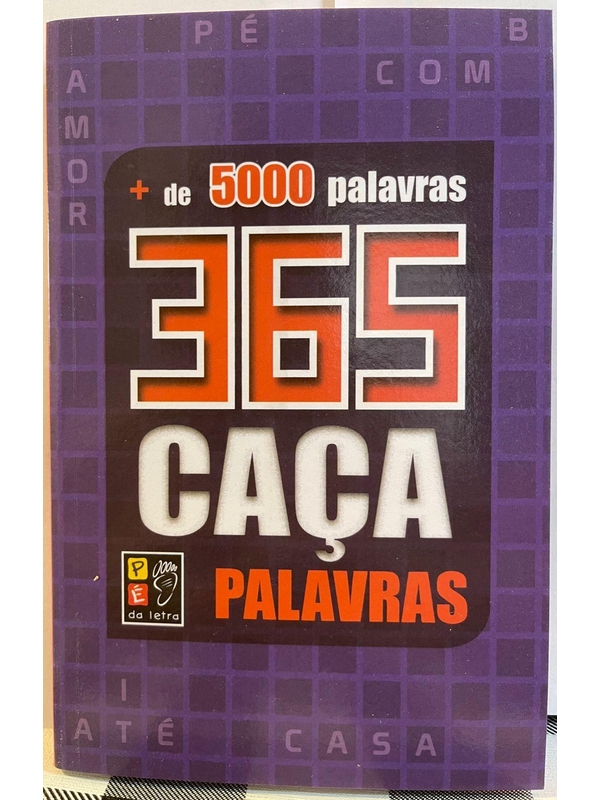 PÉ B
COM
AMOR
+ de 5000 palavras
365
CAÇA
PALAVRAS
PÉ
da letra
I
ATÉ CASA